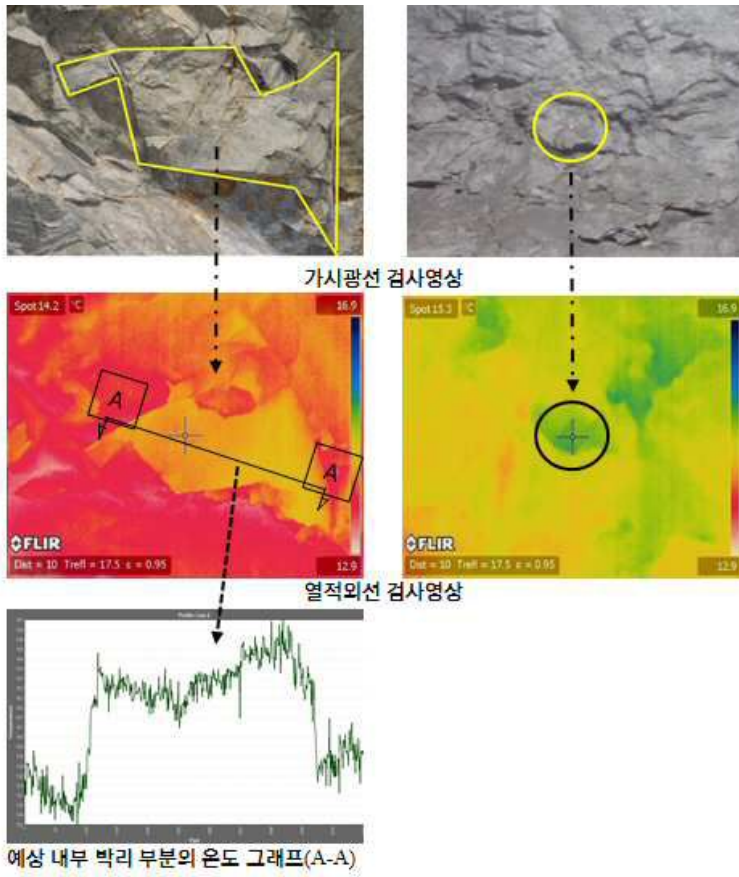 가시광선 검사영상
Spot 14.2 °C 16.9
Spot 15.3 °C 16.9
A
A
FLIR
FLIR
Dist = 10 Trefl = 17.5 ε = 0.95 12.9
Dist = 10 Trefl = 17.5 ε = 0.95 12.9
열적외선 검사영상
예상 내부 박리 부분의 온도 그래프(A-A)